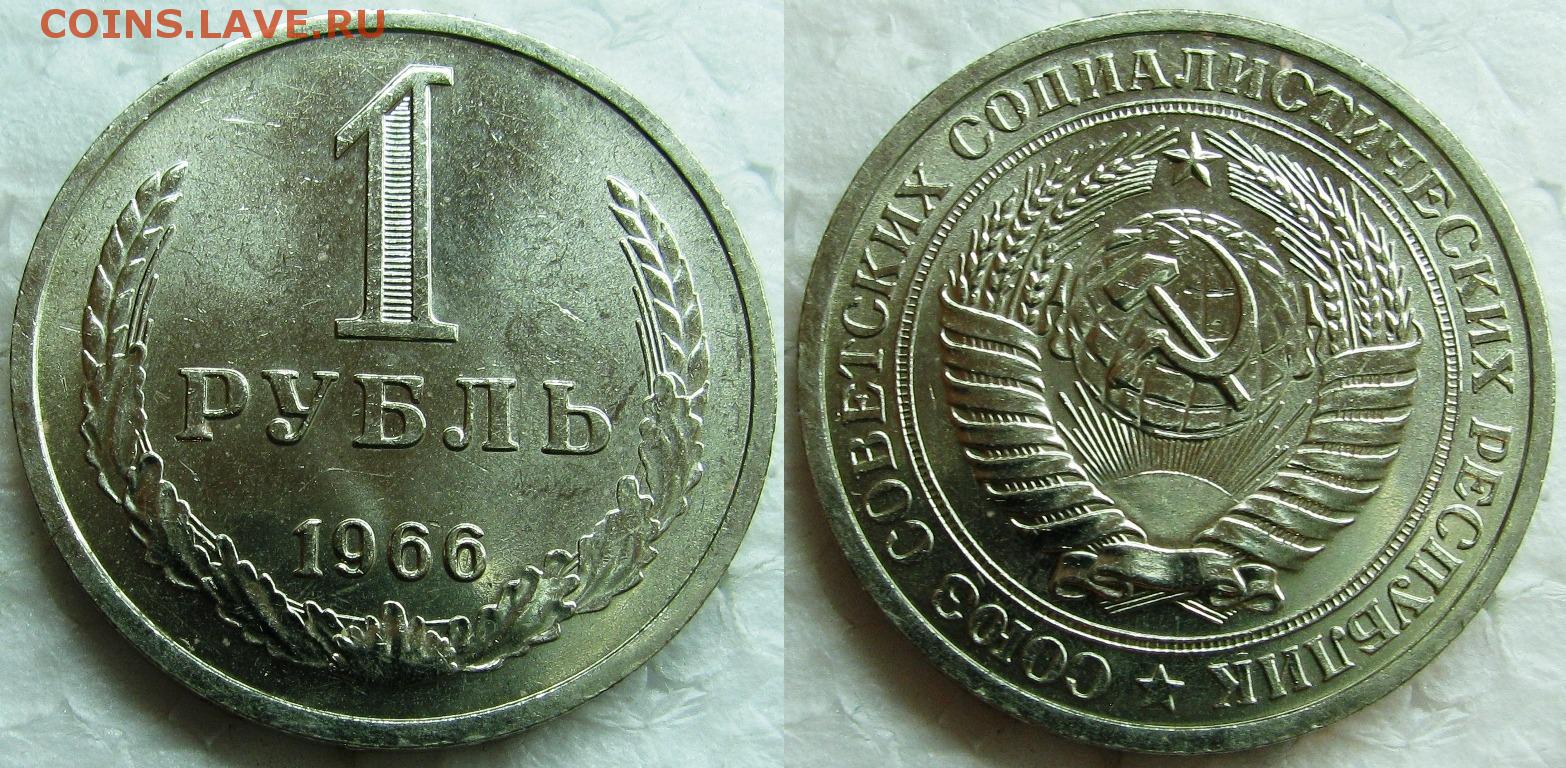 COINS.LAVE.RU
1
РУБЛЬ
1966
СОЮЗ СОВЕТСКИХ СОЦИАЛИСТИЧЕСКИХ РЕСПУБЛИК